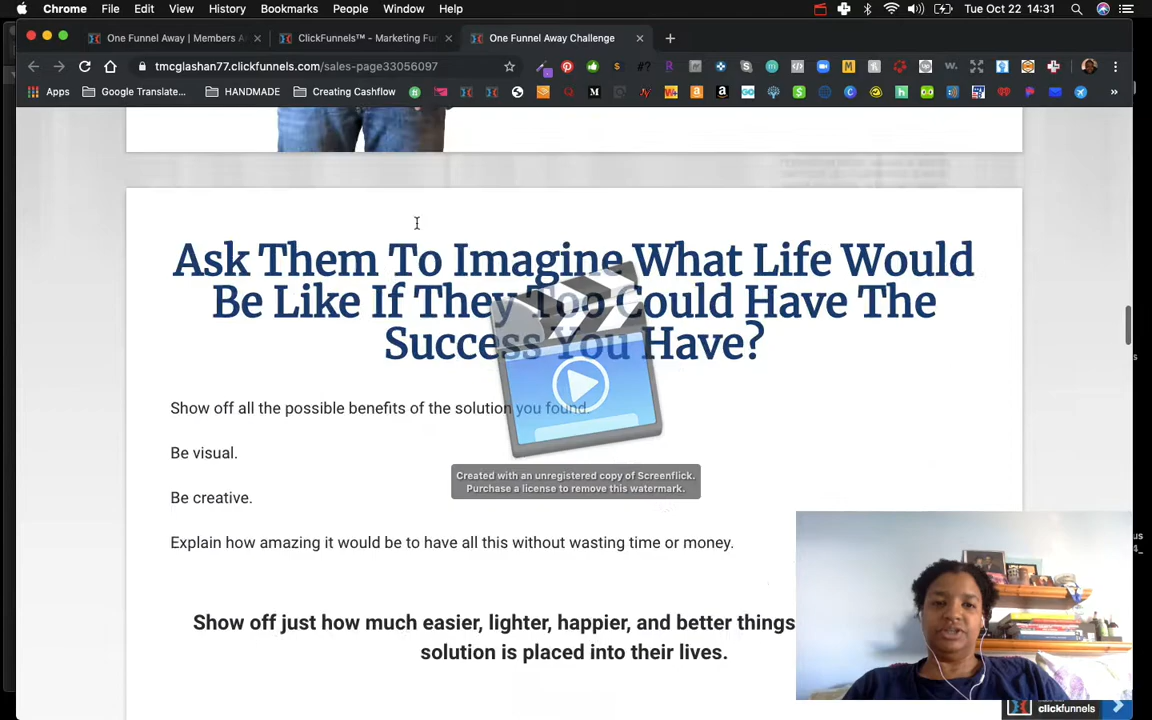 Chrome File Edit View History Bookmarks People Window Help Tue Oct 22 14:31
One Funnel Away | Members A
ClickFunnels™ - Marketing Fun
One Funnel Away Challenge
tmcglashan77.clickfunnels.com/sales-page33056097
Apps Google Translate... HANDMADE Creating Cashflow
Ask Them To Imagine What Life Would
Be Like If They Too Could Have The
Success You Have?
Show off all the possible benefits of the solution you found.
Be visual.
Be creative.
Created with an unregistered copy of Screenflick.
Purchase a license to remove this watermark.
Explain how amazing it would be to have all this without wasting time or money.
Show off just how much easier, lighter, happier, and better things
solution is placed into their lives.
clickfunnels